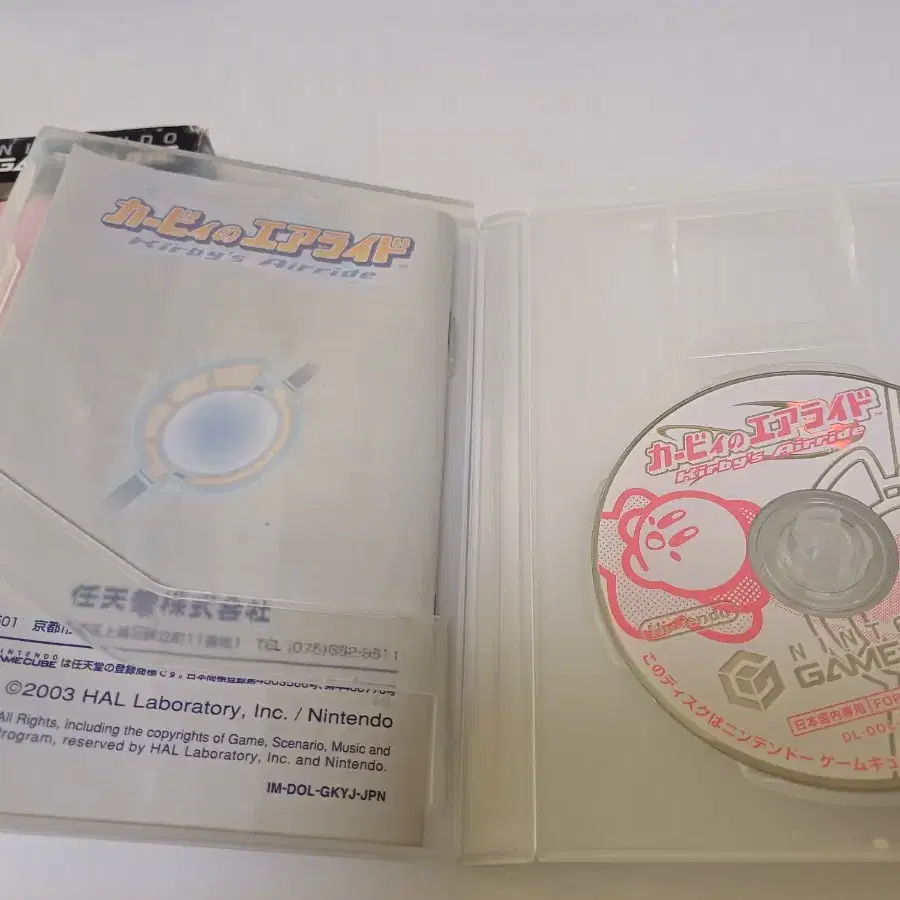 NINTENDO
カービィのエアライド
Kirby's Airride
任天堂株式会社
TEL (075)662-9611
NINTENDO
GAMECUBE は任天堂の登録商標です。
©2003 HAL Laboratory, Inc. / Nintendo
All Rights, including the copyrights of Game, Scenario, Music and
Program, reserved by HAL Laboratory, Inc. and Nintendo.
IM-DOL-GKYJ-JPN
カービィのエアライド™
Kirby's Airride
Nintendo
日本国内専用
FOR
DL-DOL-
このディスクはニンテンドー ゲームキュ